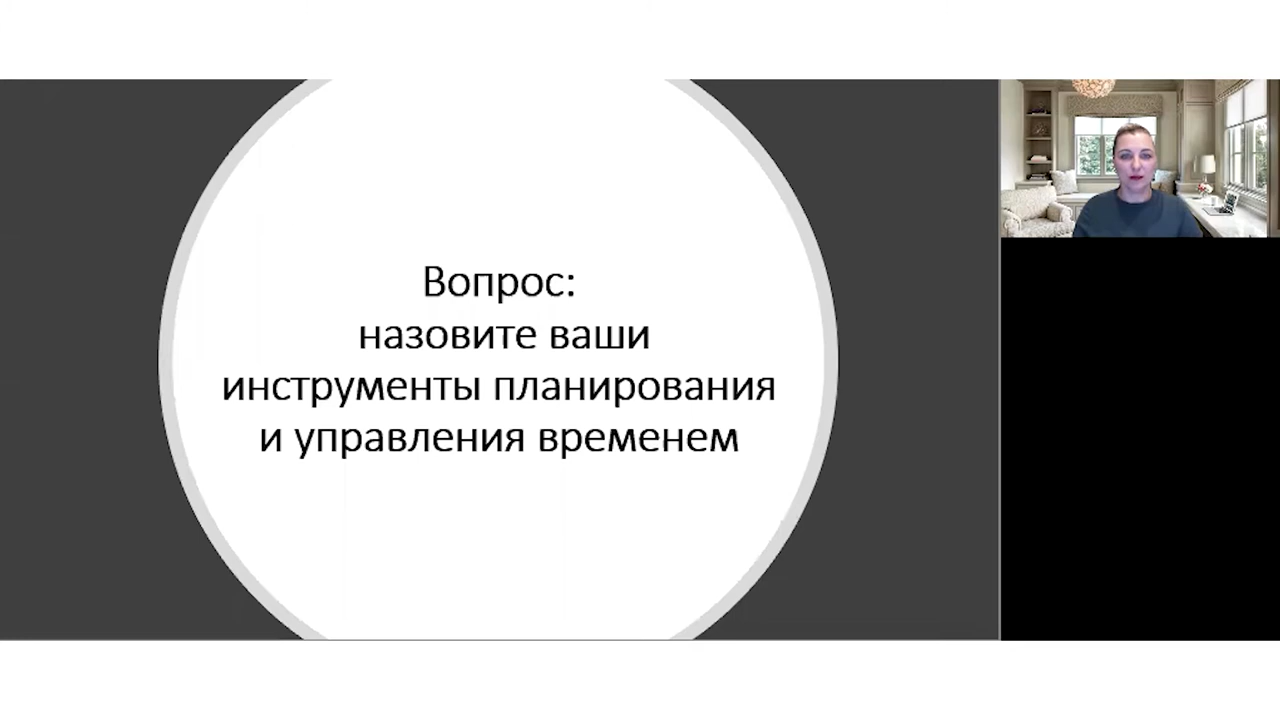 Вопрос:
назовите ваши
инструменты планирования
и управления временем